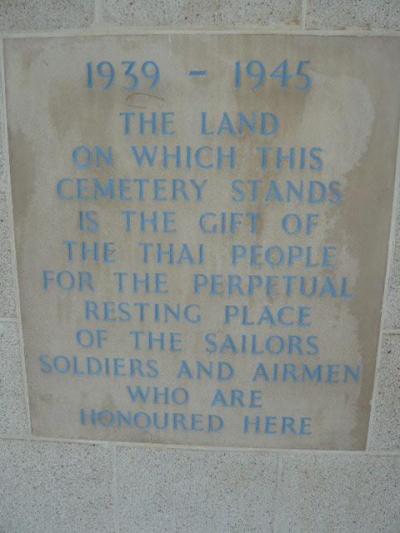 1939 - 1945
THE LAND
ON WHICH THIS
CEMETERY STANDS
IS THE GIFT OF
THE THAI PEOPLE
FOR THE PERPETUAL
RESTING PLACE
OF THE SAILORS
SOLDIERS AND AIRMEN
WHO ARE
HONOURED HERE